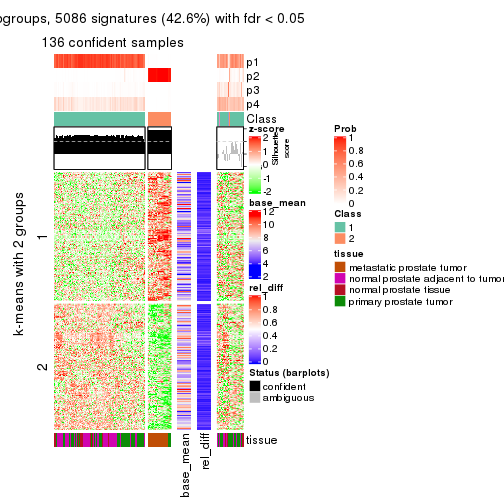 ogroups, 5086 signatures (42.6%) with fdr < 0.05
136 confident samples
p1
p2
p3
p4
Class
z-score
2
1
0
-1
-2
Silhouette
score
base_mean
12
10
8
6
4
2
rel_diff
1
0.8
0.6
0.4
0.2
0
Status (barplots)
confident
ambiguous
Prob
1
0.8
0.6
0.4
0.2
0
Class
1
2
tissue
metastatic prostate tumor
normal prostate adjacent to tumor
normal prostate tissue
primary prostate tumor
k-means with 2 groups
1
2
base_mean
rel_diff
tissue